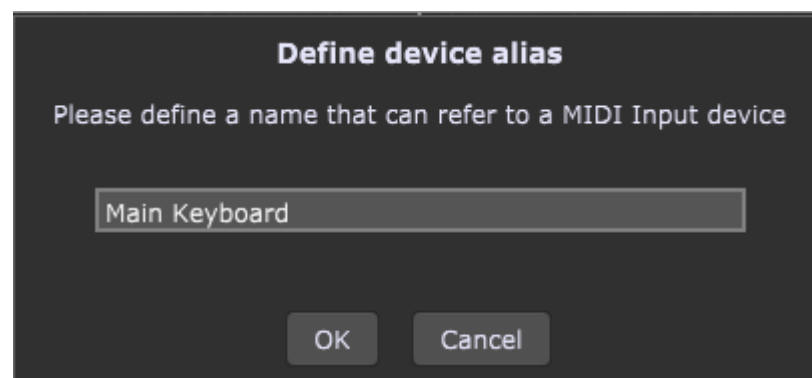 Define device alias
Please define a name that can refer to a MIDI Input device
Main Keyboard
OK Cancel